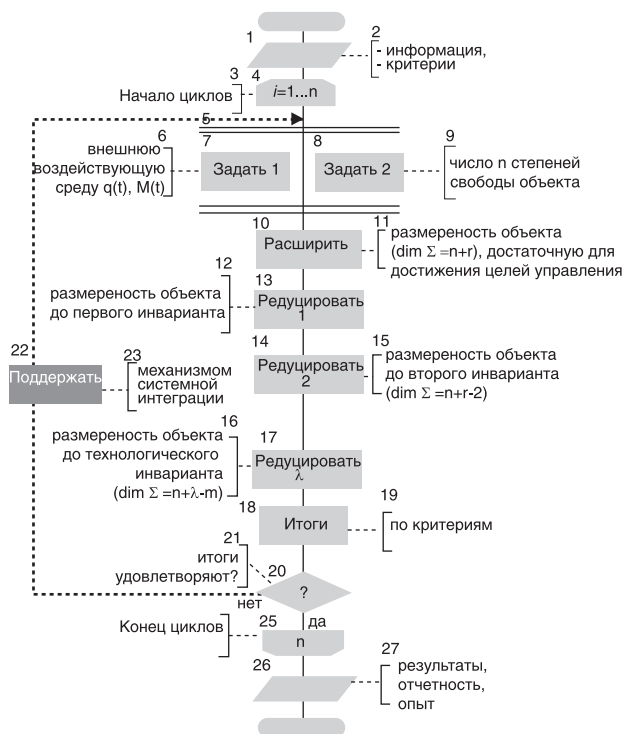 1
2
- информация,
- критерии
3
4
Начало циклов
i=1...n
5
6
внешнюю
воздействующую
среду q(t), M(t)
7
Задать 1
8
Задать 2
9
число n степеней
свободы объекта
10
Расширить
11
размереность объекта
(dim Σ =n+r), достаточную для
достижения целей управления
12
размереность объекта
до первого инварианта
13
Редуцировать
1
14
Редуцировать
2
15
размереность объекта
до второго инварианта
(dim Σ =n+r-2)
22
Поддержать
23
механизмом
системной
интеграции
16
размереность объекта
до технологического
инварианта
(dim Σ =n+λ-m)
17
Редуцировать
λ
18
Итоги
19
по критериям
21
итоги
удовлетворяют?
20
?
нет
да
Конец циклов
25
n
26
27
результаты,
отчетность,
опыт